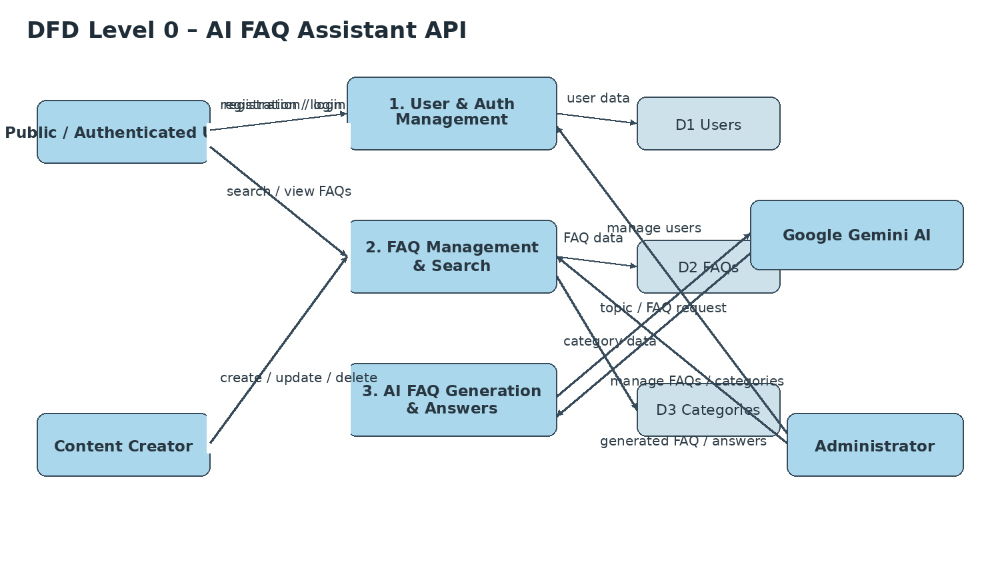 DFD Level 0 – AI FAQ Assistant API
registration / login
1. User & Auth
Management
user data
D1 Users
Public / Authenticated
search / view FAQs
manage users
FAQ data
Google Gemini AI
2. FAQ Management
& Search
D2 FAQs
topic / FAQ request
category data
create / update / delete
manage FAQs / categories
3. AI FAQ Generation
& Answers
D3 Categories
generated FAQ / answers
Content Creator
Administrator